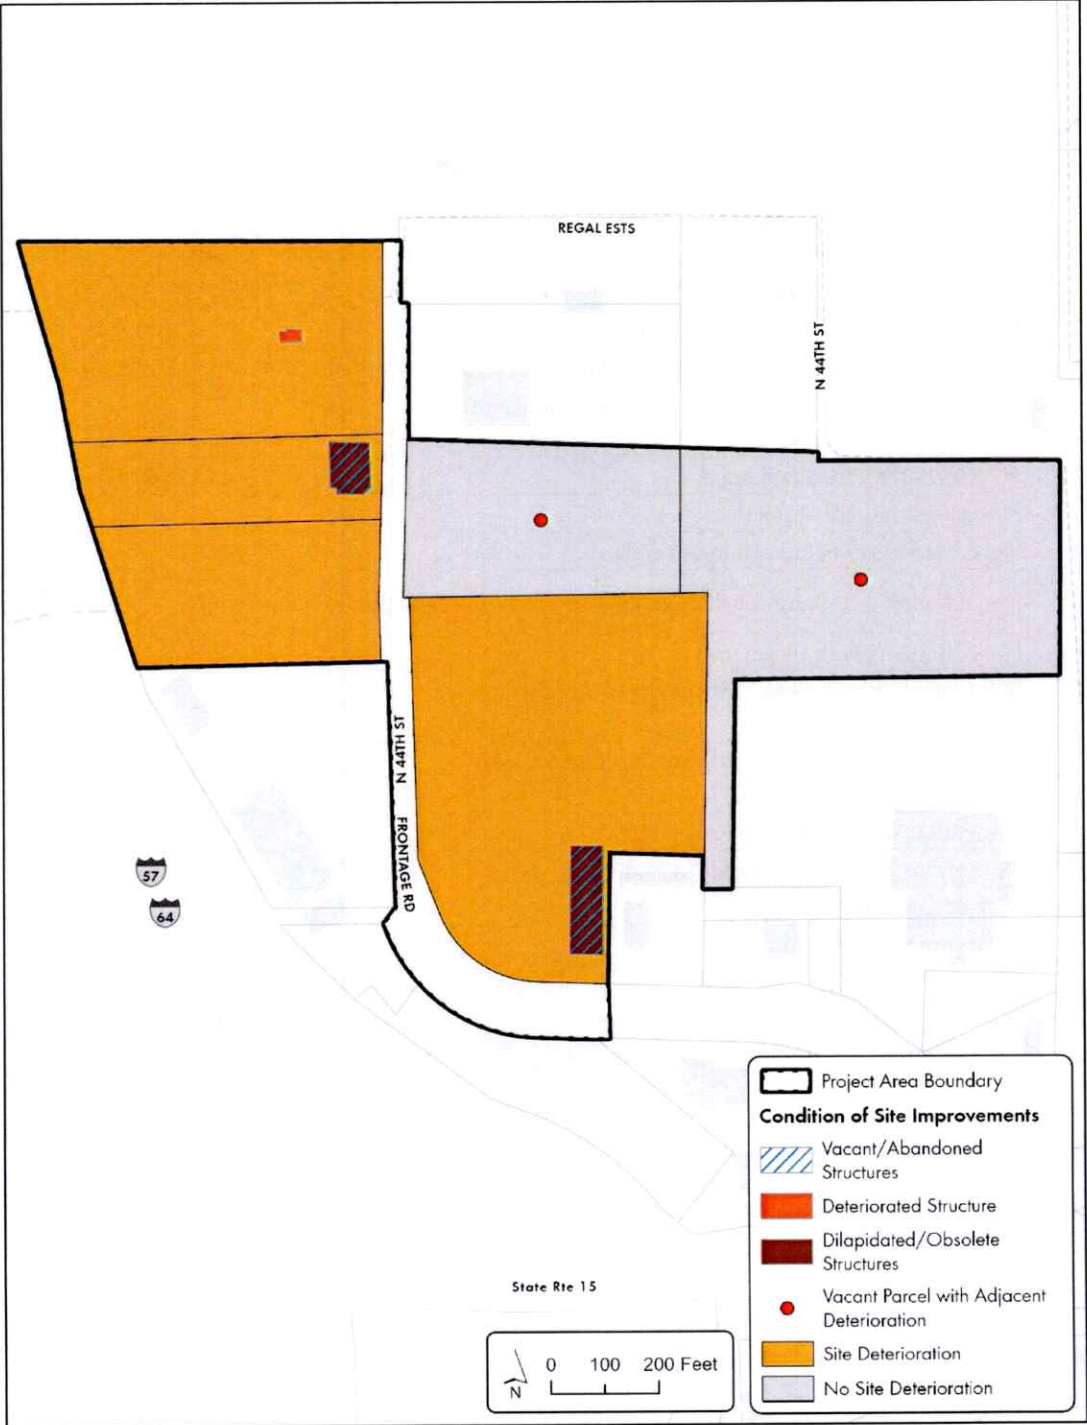 REGAL ESTS
N 44TH ST
N 44TH ST
FRONTAGE RD
57
64
Project Area Boundary
Condition of Site Improvements
Vacant/Abandoned
Structures
Deteriorated Structure
Dilapidated/Obsolete
Structures
Vacant Parcel with Adjacent
Deterioration
Site Deterioration
No Site Deterioration
State Rte 15
N
0 100 200 Feet